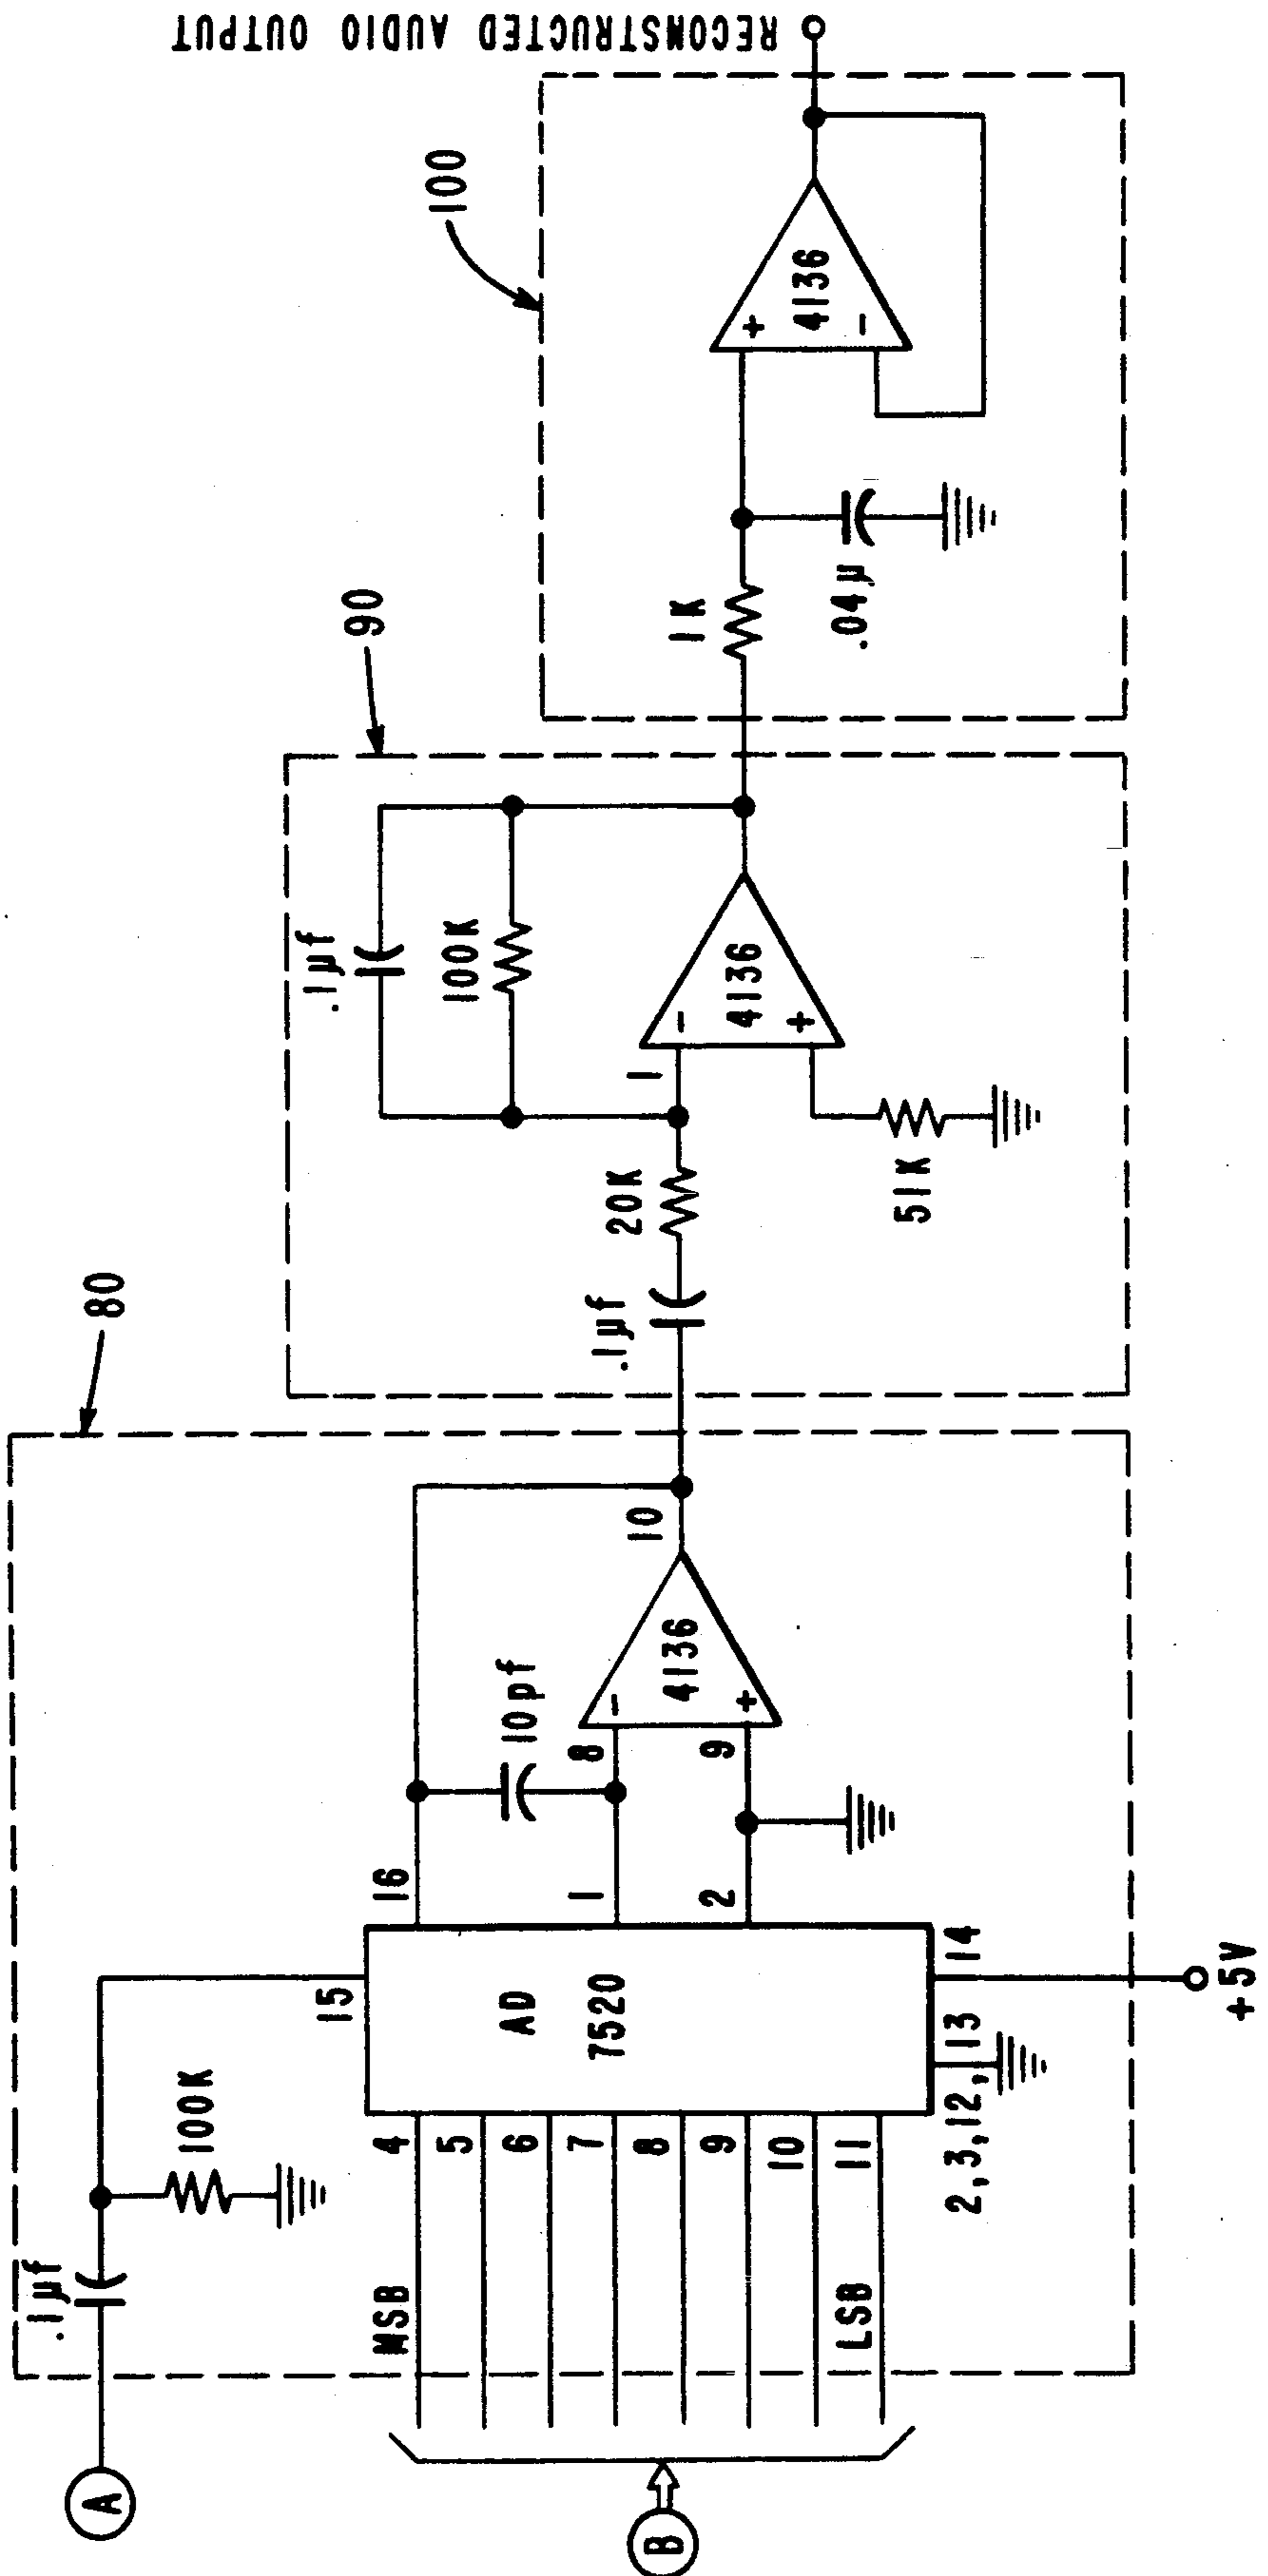 A
.1µf
100K
80
B
MSB
LSB
4
5
6
7
8
9
10
11
15
AD
7520
16
1
2
2,3,12,13
14
+5V
10pf
8
9
4136
-
+
10
90
.1µf
20K
1
.1µf
100K
4136
-
+
51K
100
1K
.04µ
4136
+
-
RECONSTRUCTED AUDIO OUTPUT